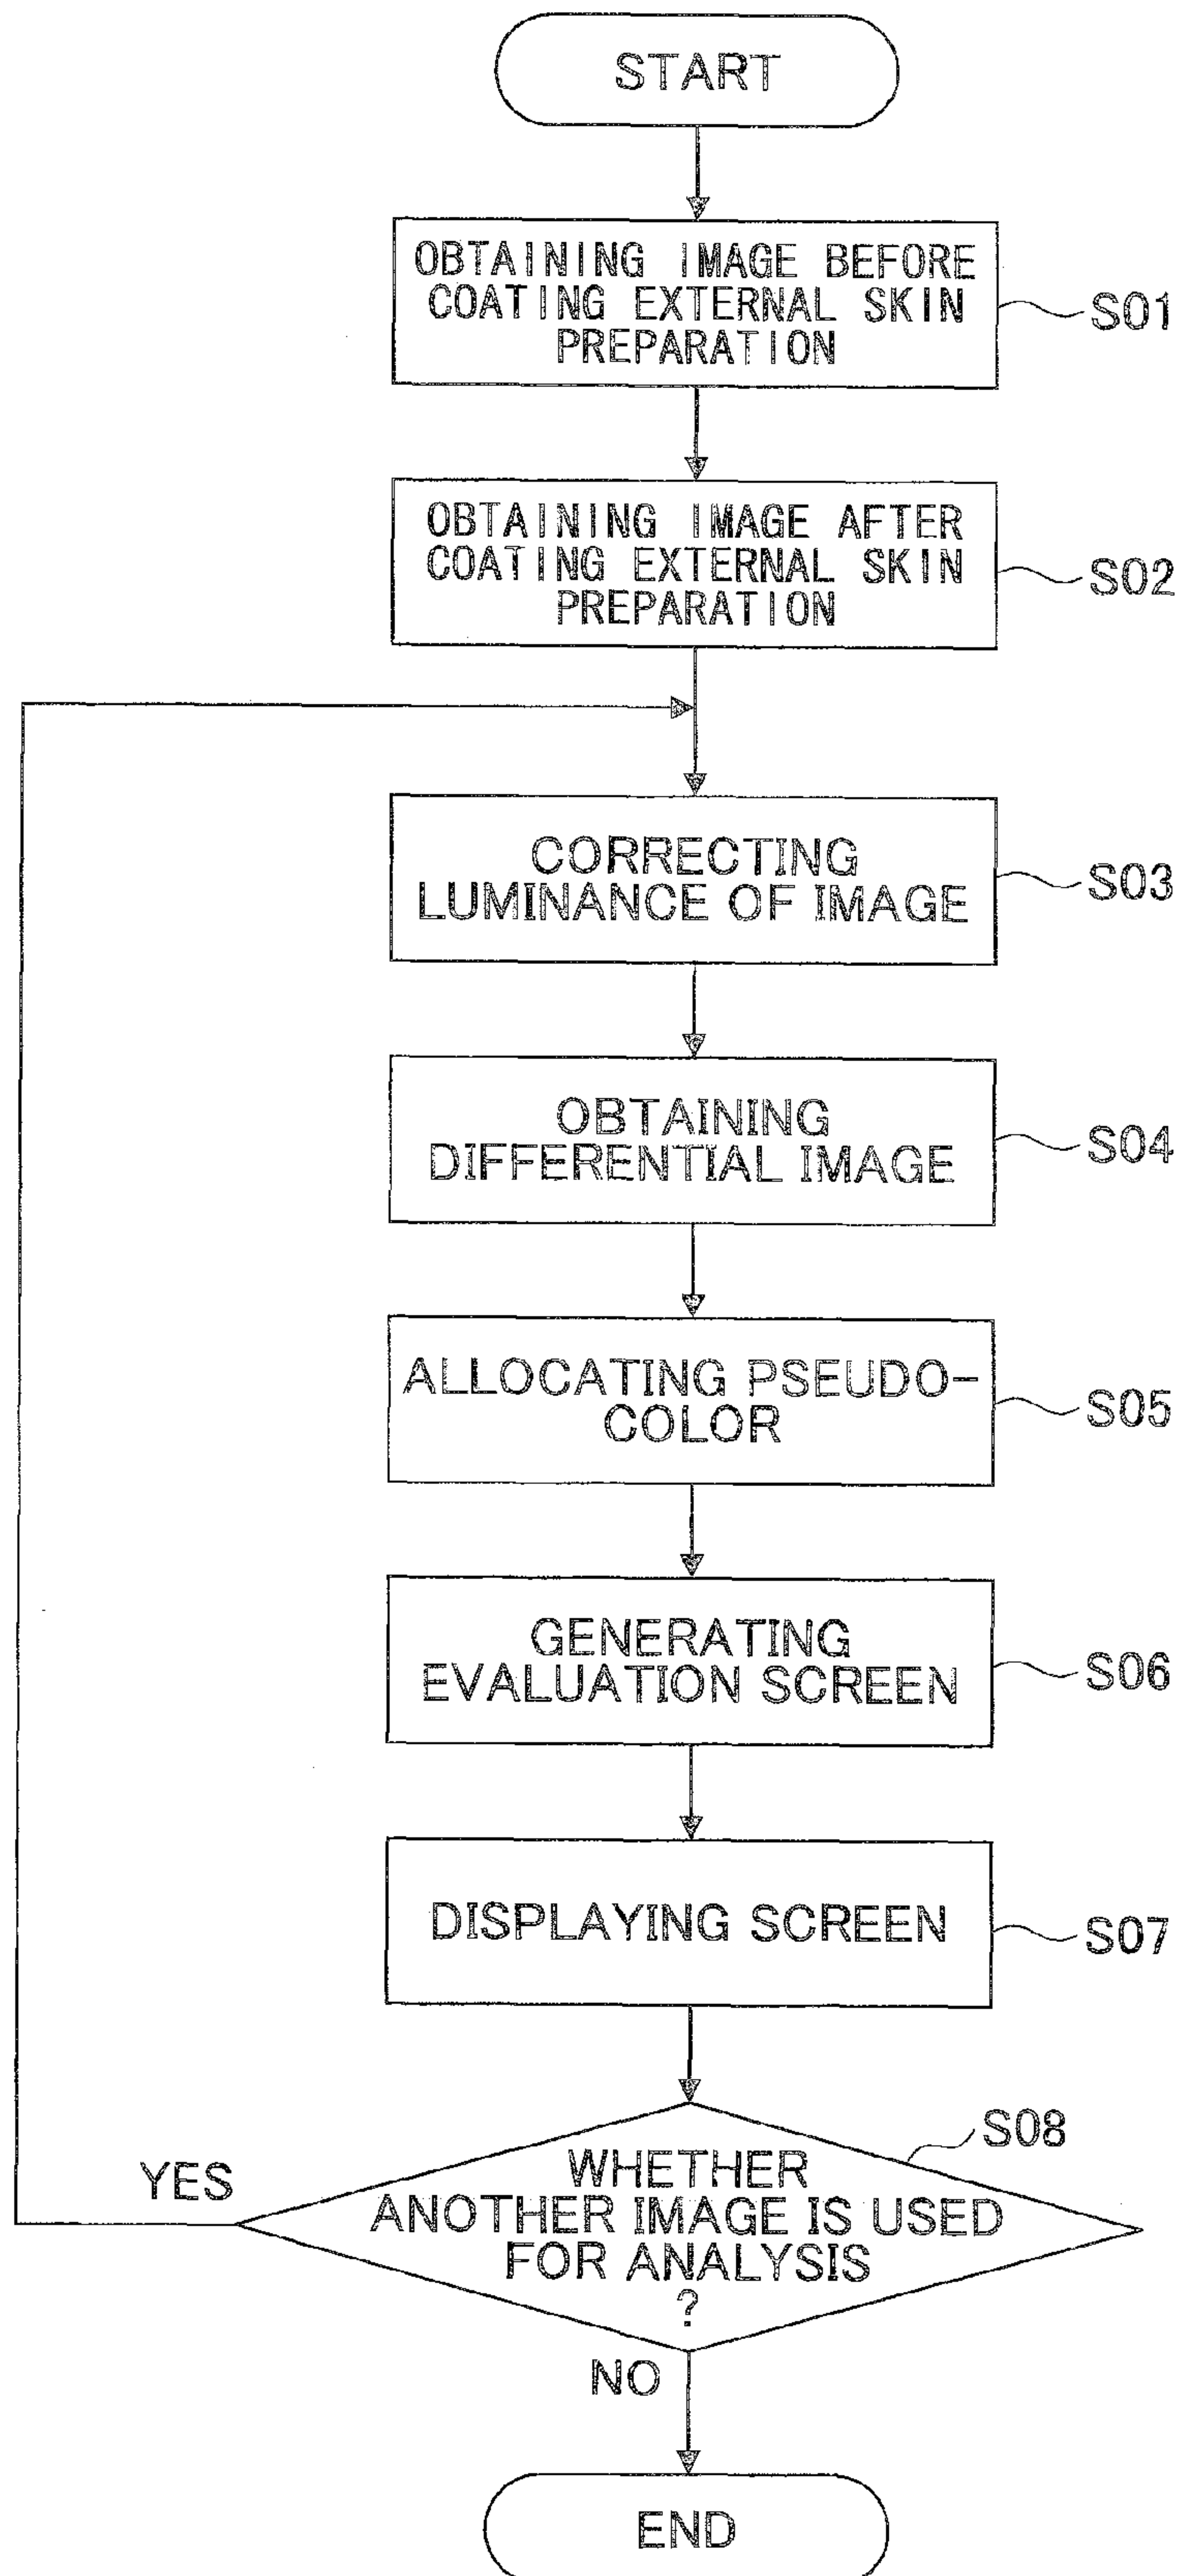 START
OBTAINING IMAGE BEFORE
COATING EXTERNAL SKIN
PREPARATION
S01
OBTAINING IMAGE AFTER
COATING EXTERNAL SKIN
PREPARATION
S02
CORRECTING
LUMINANCE OF IMAGE
S03
OBTAINING
DIFFERENTIAL IMAGE
S04
ALLOCATING PSEUDO-
COLOR
S05
GENERATING
EVALUATION SCREEN
S06
DISPLAYING SCREEN
S07
S08
YES
WHETHER
ANOTHER IMAGE IS USED
FOR ANALYSIS
?
NO
END